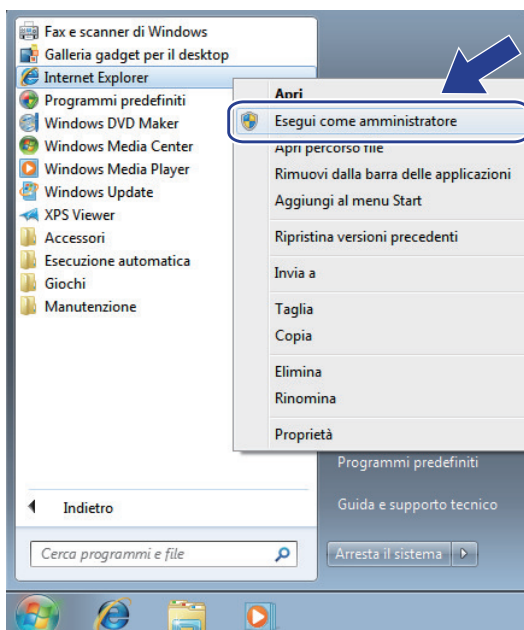 Fax e scanner di Windows
Galleria gadget per il desktop
Internet Explorer
Programmi predefiniti
Windows DVD Maker
Windows Media Center
Windows Media Player
Windows Update
XPS Viewer
Accessori
Esecuzione automatica
Giochi
Manutenzione
Apri
Esegui come amministratore
Apri percorso file
Rimuovi dalla barra delle applicazioni
Aggiungi al menu Start
Ripristina versioni precedenti
Invia a
Taglia
Copia
Elimina
Rinomina
Proprietà
Programmi predefiniti
Guida e supporto tecnico
Indietro
Cerca programmi e file
Arresta il sistema